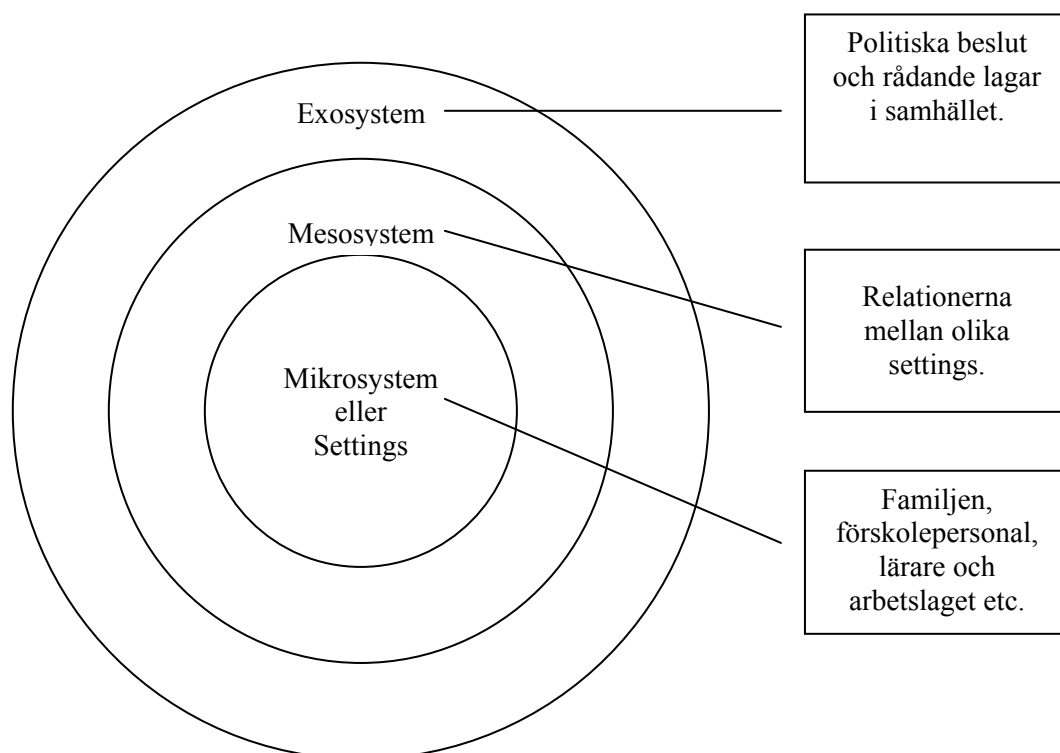 Politiska beslut
och rådande lagar
i samhället.
Exosystem
Mesosystem
Relationerna
mellan olika
settings.
Mikrosystem
eller
Settings
Familjen,
förskolepersonal,
lärare och
arbetslaget etc.